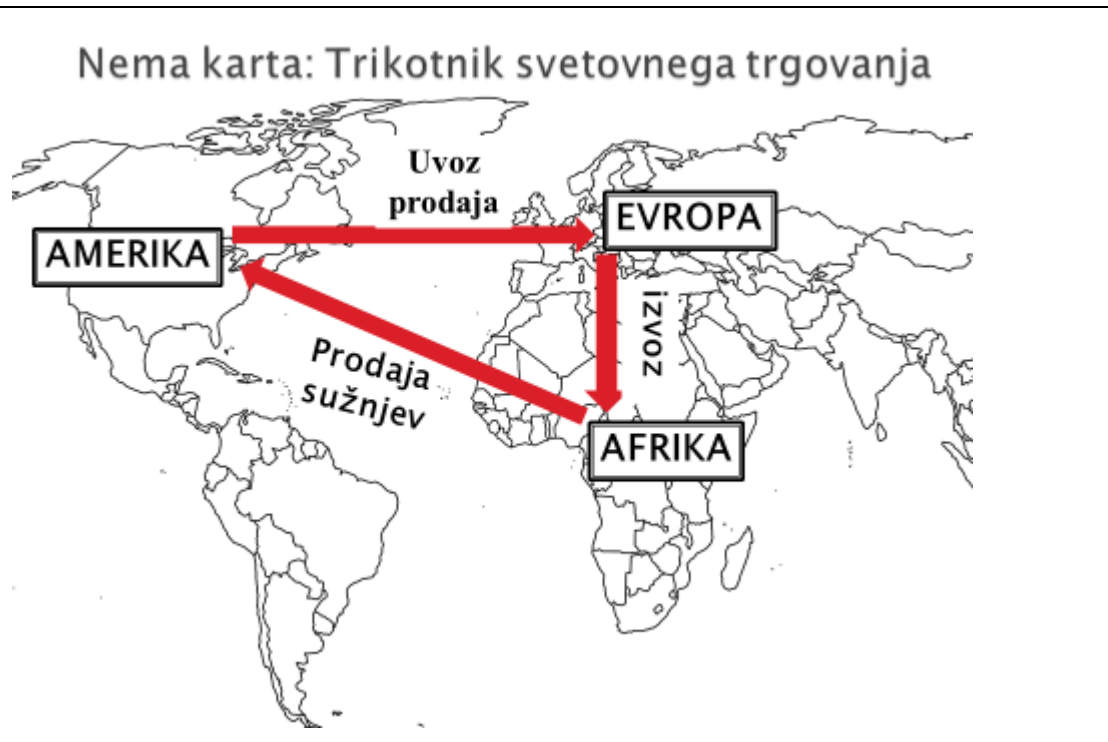 Nema karta: Trikotnik svetovnega trgovanja
Uvoz
prodaja
EVROPA
AMERIKA
izvoz
Prodaja
sužnjev
AFRIKA